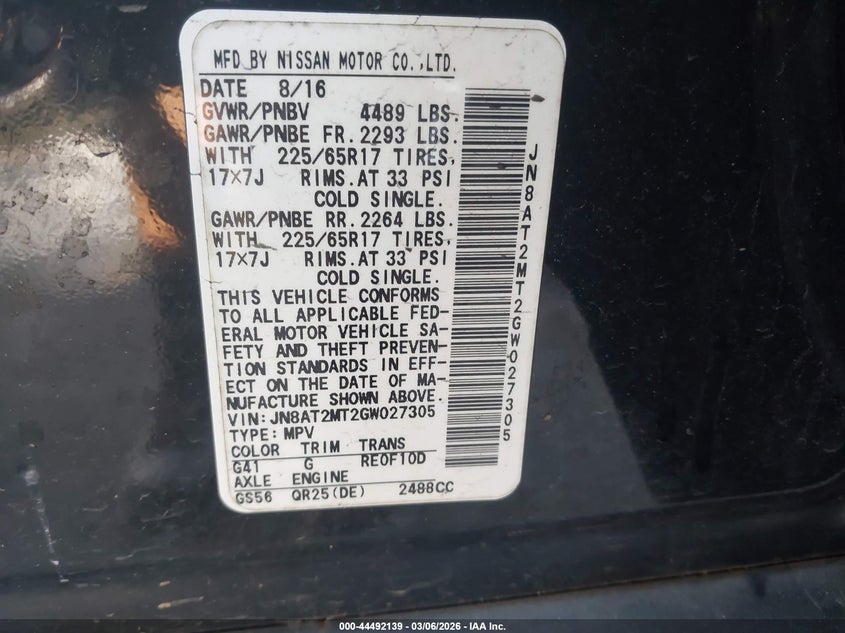 MFD BY NISSAN MOTOR CO.,LTD.
DATE 8/16
GVWR/PNBV 4489 LBS.
GAWR/PNBE FR. 2293 LBS.
WITH 225/65R17 TIRES,
17×7J RIMS. AT 33 PSI
COLD SINGLE.
GAWR/PNBE RR. 2264 LBS.
WITH 225/65R17 TIRES,
17×7J RIMS. AT 33 PSI
COLD SINGLE.
THIS VEHICLE CONFORMS
TO ALL APPLICABLE FED-
ERAL MOTOR VEHICLE SA-
FETY AND THEFT PREVEN-
TION STANDARDS IN EFF-
ECT ON THE DATE OF MA-
NUFACTURE SHOWN ABOVE.
VIN: JN8AT2MT2GW027305
TYPE: MPV
COLOR TRIM TRANS
G41 G RE0F10D
AXLE ENGINE
GS56 QR25(DE) 2488CC
JN8AT2MT2GW027305
000-44492139 - 03/06/2026 - IAA Inc.